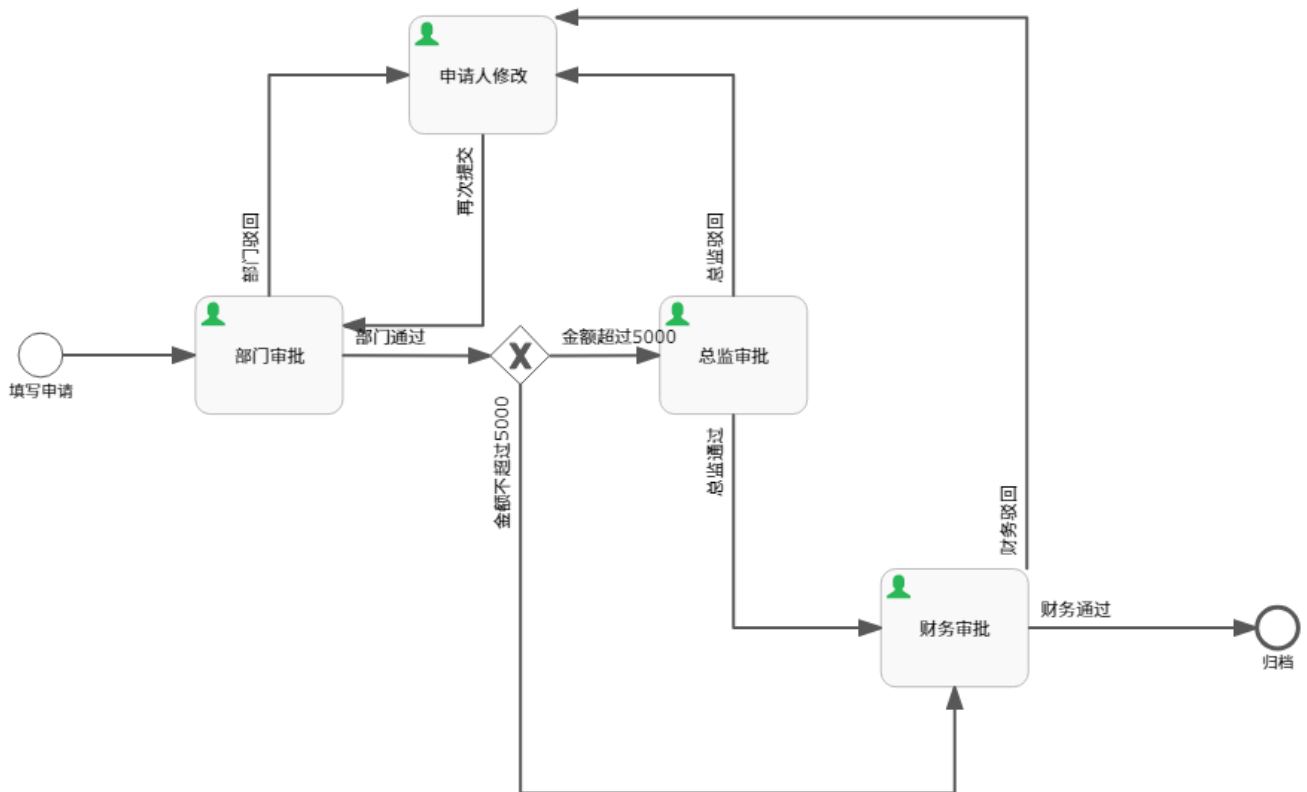 申请人修改
再次提交
部门驳回
总监驳回
填写申请
部门审批
部门通过
金额超过5000
总监审批
金额不超过5000
总监通过
财务驳回
财务审批
财务通过
归档